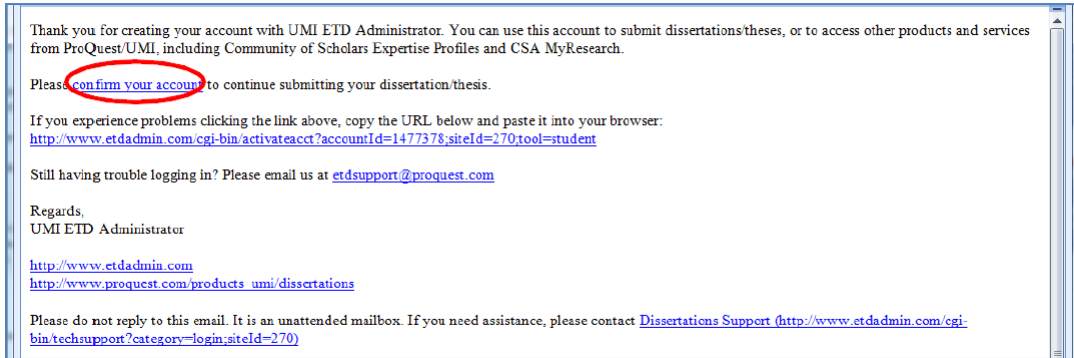 Thank you for creating your account with UMI ETD Administrator. You can use this account to submit dissertations/theses, or to access other products and services
from ProQuest/UMI, including Community of Scholars Expertise Profiles and CSA MyResearch.
Please confirm your account to continue submitting your dissertation/thesis.
If you experience problems clicking the link above, copy the URL below and paste it into your browser:
http://www.etdadmin.com/cgi-bin/activateacct?accountId=1477378;siteId=270;tool=student
Still having trouble logging in? Please email us at etdsupport@proquest.com
Regards,
UMI ETD Administrator
http://www.etdadmin.com
http://www.proquest.com/products_umi/dissertations
Please do not reply to this email. It is an unattended mailbox. If you need assistance, please contact Dissertations Support (http://www.etdadmin.com/cgi-
bin/techsupport?category=login;siteId=270)